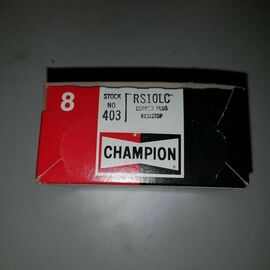 8
STOCK NO 403
RS10LC
COPPER PLUS
RESISTOR
CHAMPION